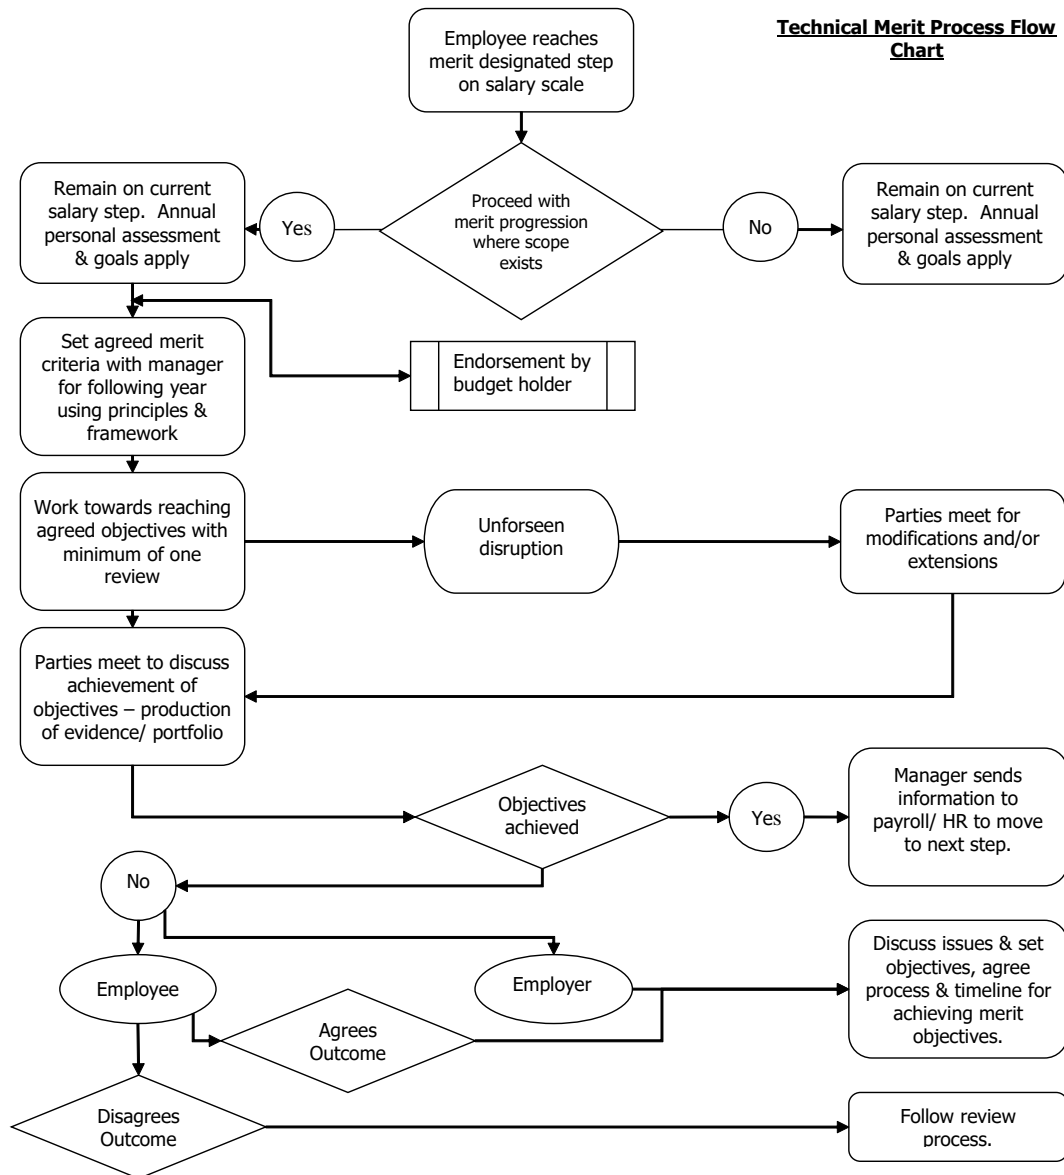 Technical Merit Process Flow
Chart
Employee reaches
merit designated step
on salary scale
Proceed with
merit progression
where scope
exists
Yes
No
Remain on current
salary step. Annual
personal assessment
& goals apply
Remain on current
salary step. Annual
personal assessment
& goals apply
Set agreed merit
criteria with manager
for following year
using principles &
framework
Endorsement by
budget holder
Work towards reaching
agreed objectives with
minimum of one
review
Unforseen
disruption
Parties meet for
modifications and/or
extensions
Parties meet to discuss
achievement of
objectives – production
of evidence/ portfolio
Objectives
achieved
Yes
Manager sends
information to
payroll/ HR to move
to next step.
No
Employee
Employer
Discuss issues & set
objectives, agree
process & timeline for
achieving merit
objectives.
Agrees
Outcome
Disagrees
Outcome
Follow review
process.